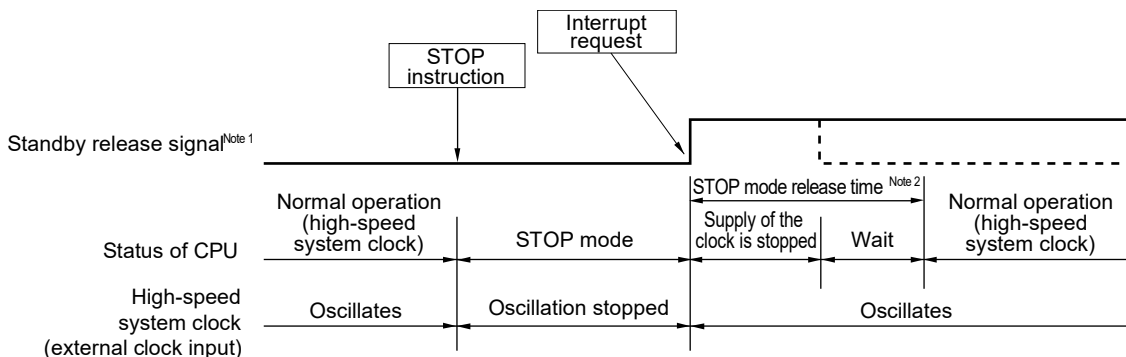 Interrupt
request
STOP
instruction
Standby release signal Note 1
STOP mode release time Note 2
Normal operation
(high-speed
system clock)
Supply of the
clock is stopped
Normal operation
(high-speed
system clock)
Status of CPU
STOP mode
Wait
High-speed
system clock
(external clock input)
Oscillates
Oscillation stopped
Oscillates